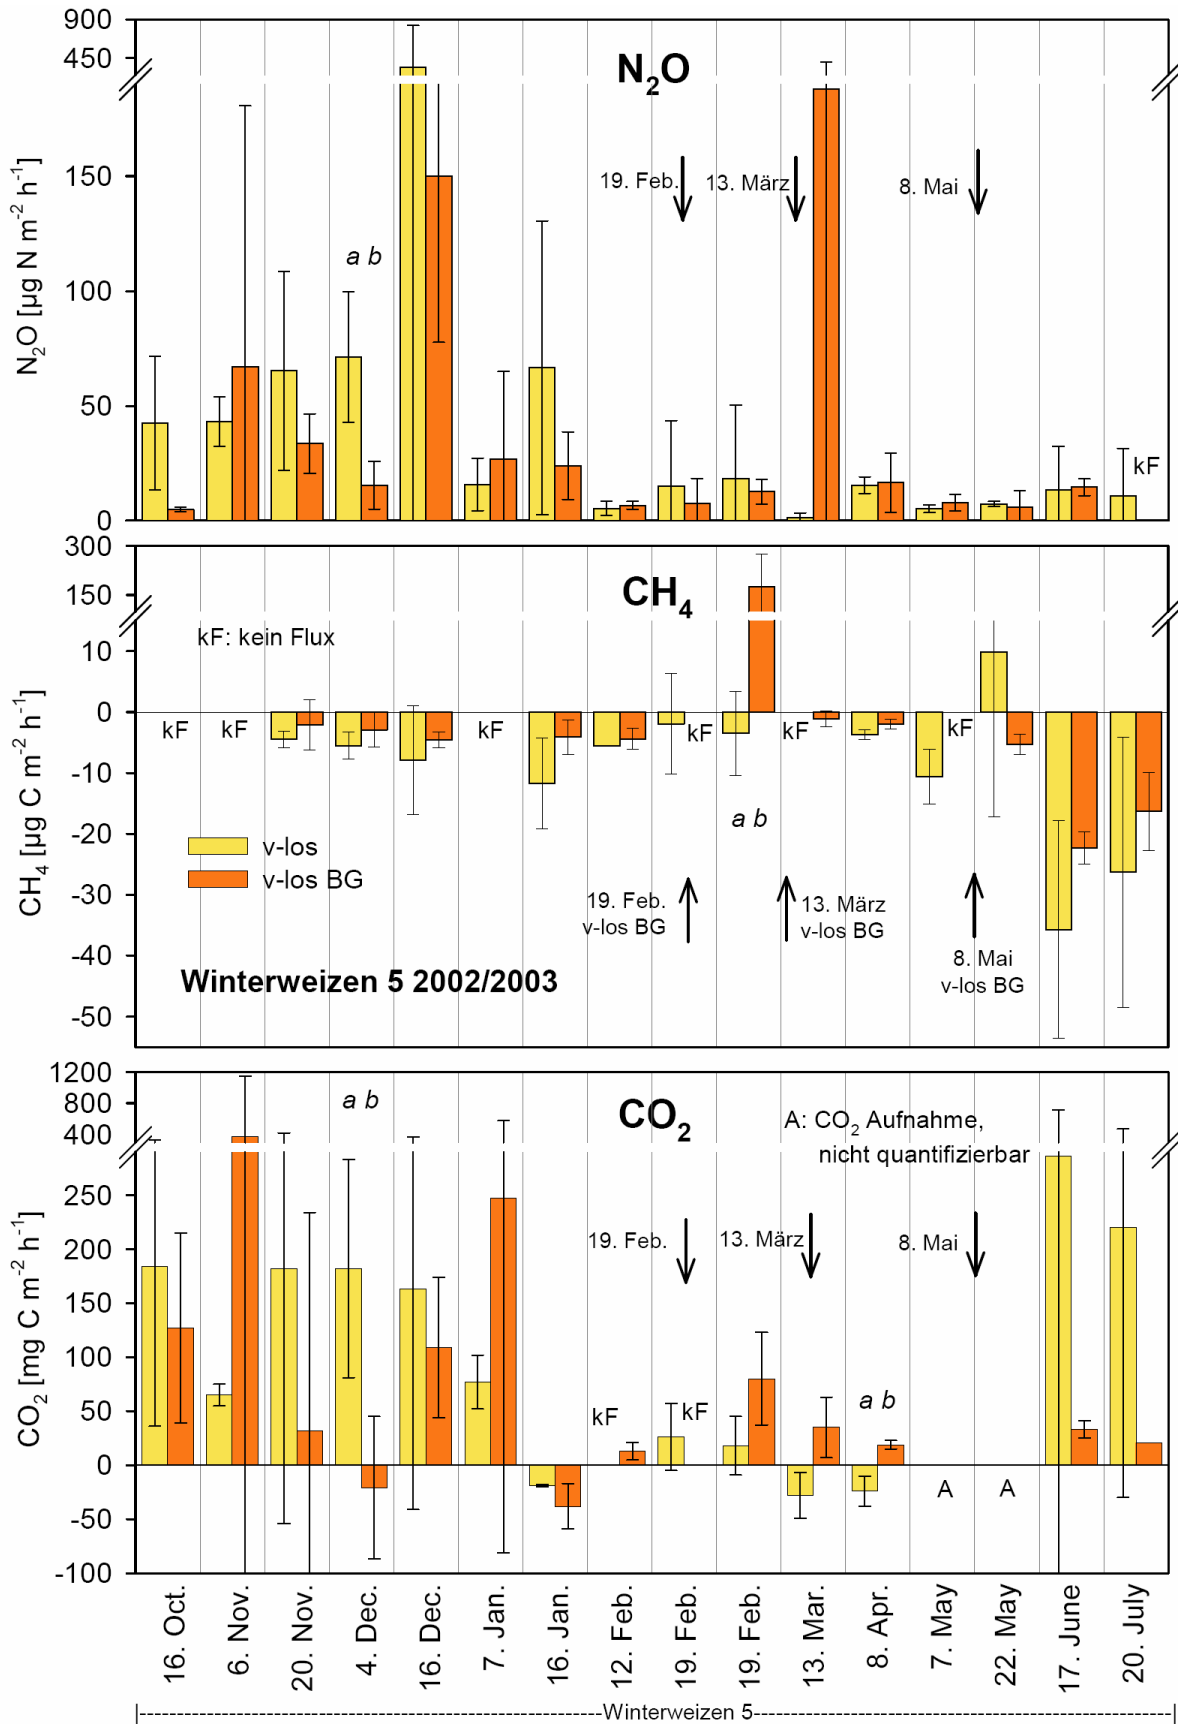 900
450
N₂O
150
19. Feb.
13. März
8. Mai
a b
100
50
kF
0
N₂O [µg N m⁻² h⁻¹]
300
150
CH₄
kF: kein Flux
10
0
kF
kF
kF
kF
kF
kF
-10
a b
-20
v-los
v-los BG
-30
19. Feb.
v-los BG
13. März
v-los BG
-40
8. Mai
v-los BG
Winterweizen 5 2002/2003
-50
CH₄ [µg C m⁻² h⁻¹]
1200
800
400
a b
CO₂
A: CO₂ Aufnahme,
nicht quantifizierbar
250
19. Feb.
13. März
8. Mai
200
150
100
50
kF
kF
a b
0
A
A
-50
-100
CO₂ [mg C m⁻² h⁻¹]
16. Oct.
6. Nov.
20. Nov.
4. Dec.
16. Dec.
7. Jan.
16. Jan.
12. Feb.
19. Feb.
19. Feb.
13. Mar.
8. Apr.
7. May
22. May
17. June
20. July
|--------------------------------------------------------Winterweizen 5--------------------------------------------------|